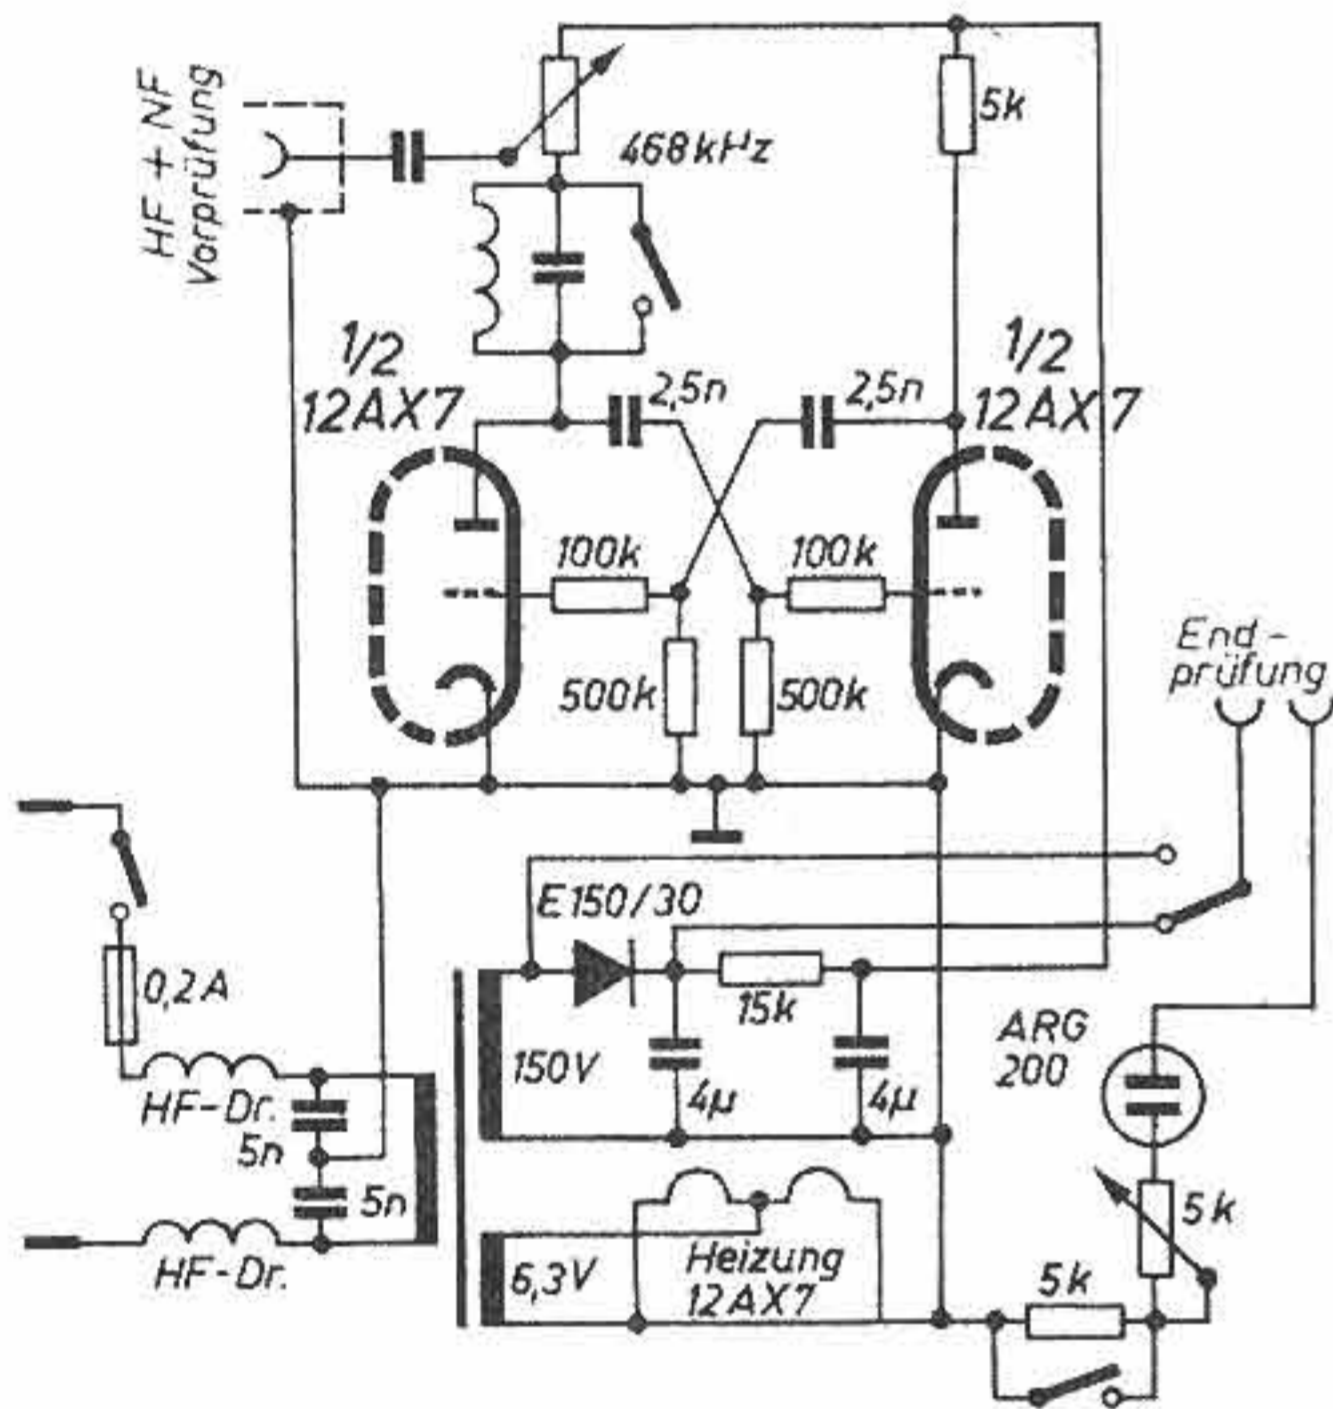 HF + NF
Vorprüfung
468kHz
5k
1/2
12AX7
2,5n
2,5n
1/2
12AX7
100k
100k
500k
500k
End-
prüfung
E150/30
0,2A
15k
ARG
200
150V
4µ
4µ
HF-Dr.
5n
5n
HF-Dr.
5k
6,3V
Heizung
12AX7
5k